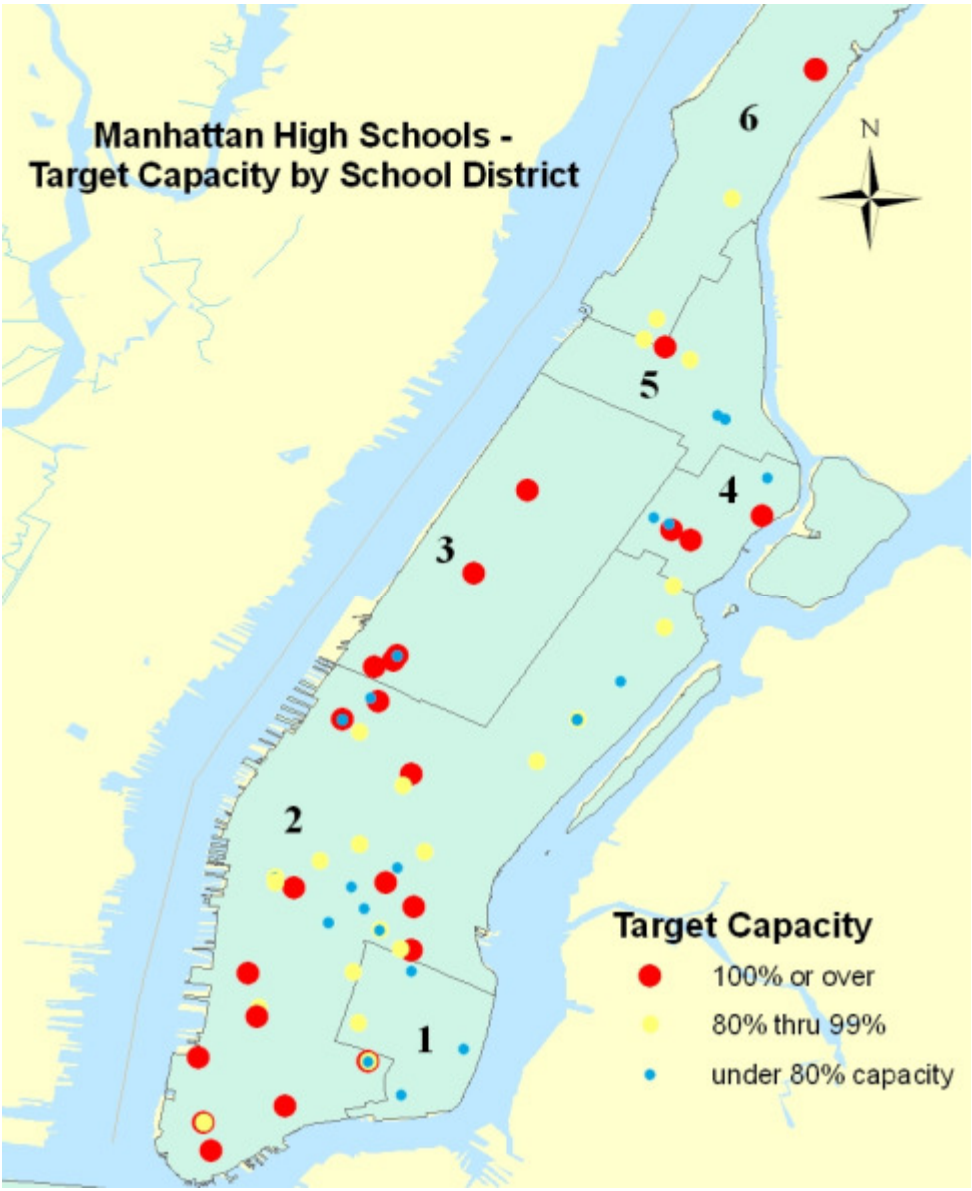 Manhattan High Schools -
Target Capacity by School District
6
N
5
4
3
2
1
Target Capacity
100% or over
80% thru 99%
under 80% capacity